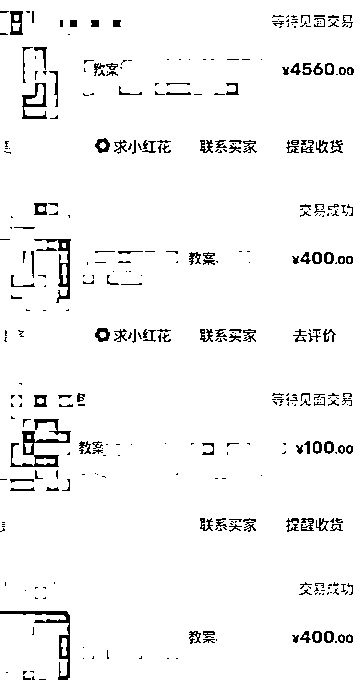 等待见面交易
教案
¥4560.00
求小红花 联系买家 提醒收货
交易成功
教案
¥400.00
求小红花 联系买家 去评价
等待见面交易
教案
¥100.00
联系买家 提醒收货
交易成功
教案
¥400.00